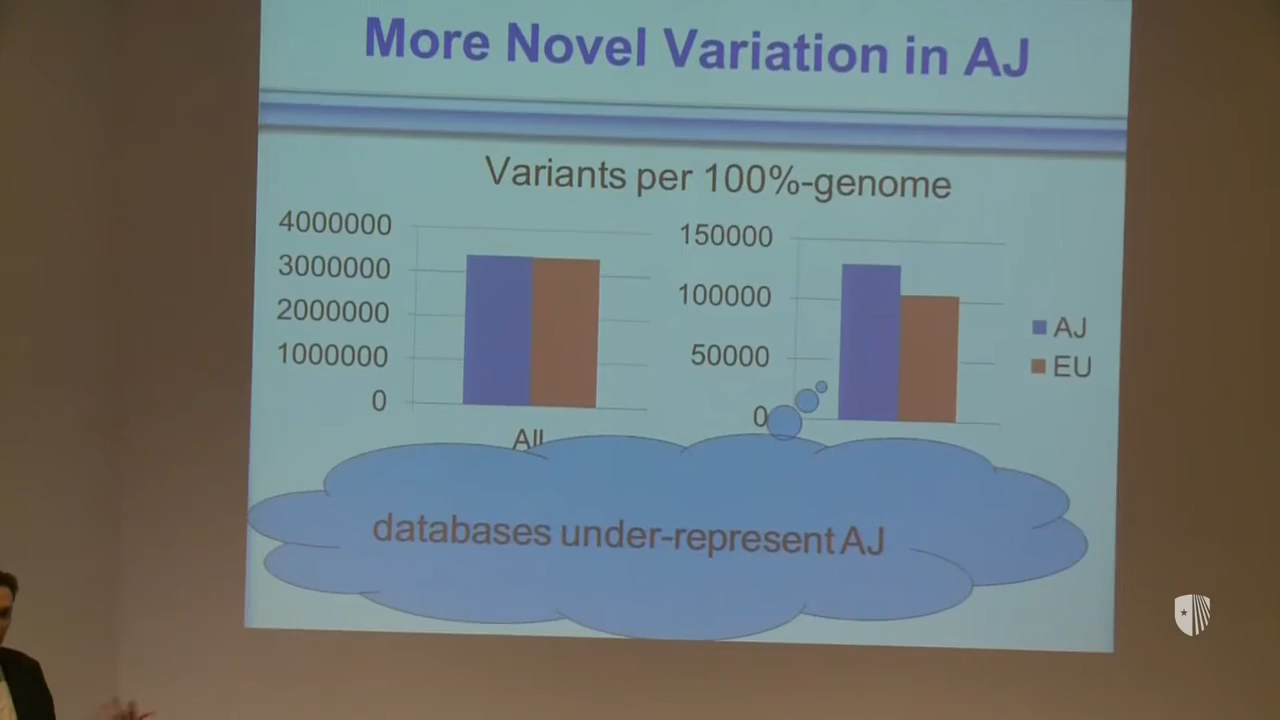 More Novel Variation in AJ
Variants per 100%-genome
4000000
3000000
2000000
1000000
0
All
150000
100000
50000
0
AJ
EU
databases under-represent AJ